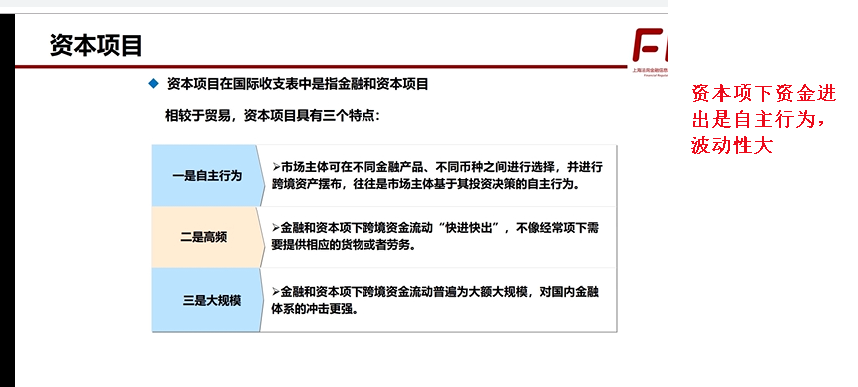 资本项目
上海法询金融信息
Financial Regula
资本项目在国际收支表中是指金融和资本项目
相较于贸易，资本项目具有三个特点：
一是自主行为
市场主体可在不同金融产品、不同币种之间进行选择，并进行
跨境资产摆布，往往是市场主体基于其投资决策的自主行为。
二是高频
金融和资本项下跨境资金流动“快进快出”，不像经常项下需
要提供相应的货物或者劳务。
三是大规模
金融和资本项下跨境资金流动普遍为大额大规模，对国内金融
体系的冲击更强。
资本项下资金进
出是自主行为，
波动性大